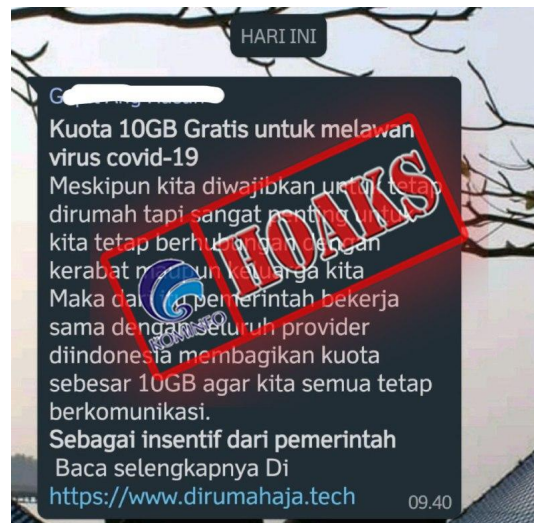 HARI INI
Kuota 10GB Gratis untuk melawan
virus covid-19
Meskipun kita diwajibkan untuk tetap
dirumah tapi sangat penting untuk
kita tetap berhubungan dengan
kerabat maupun keluarga kita
Maka dari itu pemerintah bekerja
sama dengan seluruh provider
diindonesia membagikan kuota
sebesar 10GB agar kita semua tetap
berkomunikasi.
Sebagai insentif dari pemerintah
Baca selengkapnya Di
https://www.dirumahaja.tech
09.40
KOMINFO
HOAKS